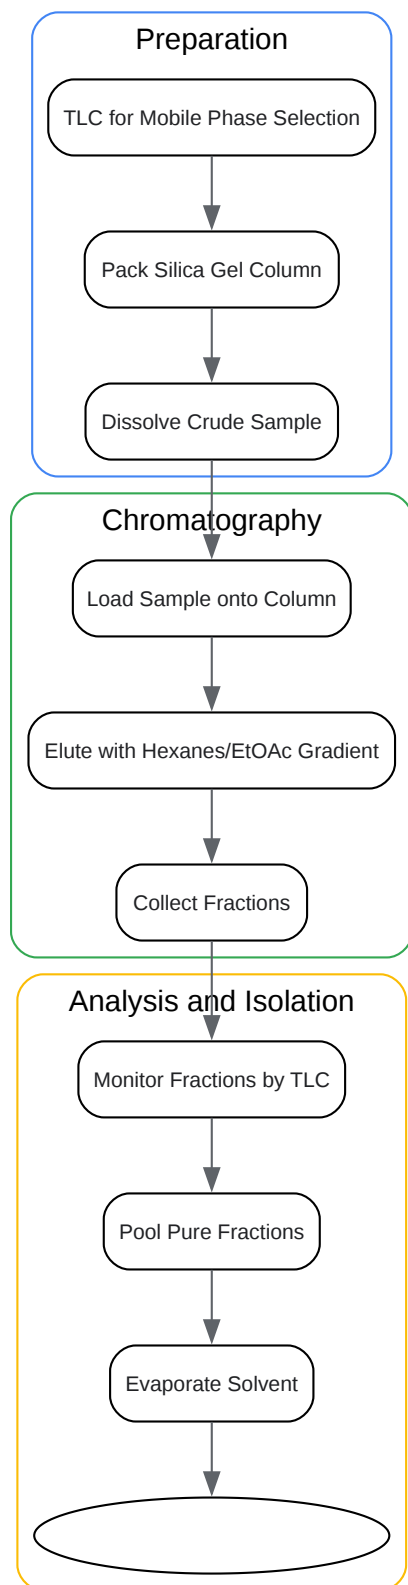 Preparation
TLC for Mobile Phase Selection
Pack Silica Gel Column
Dissolve Crude Sample
Chromatography
Load Sample onto Column
Elute with Hexanes/EtOAc Gradient
Collect Fractions
Analysis and Isolation
Monitor Fractions by TLC
Pool Pure Fractions
Evaporate Solvent